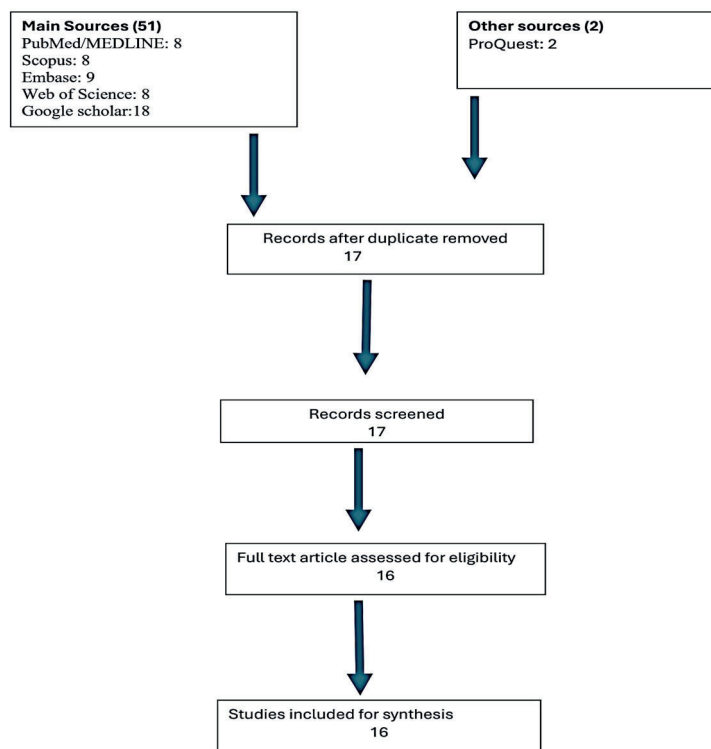 Main Sources (51)
PubMed/MEDLINE: 8
Scopus: 8
Embase: 9
Web of Science: 8
Google scholar:18
Other sources (2)
ProQuest: 2
Records after duplicate removed
17
Records screened
17
Full text article assessed for eligibility
16
Studies included for synthesis
16